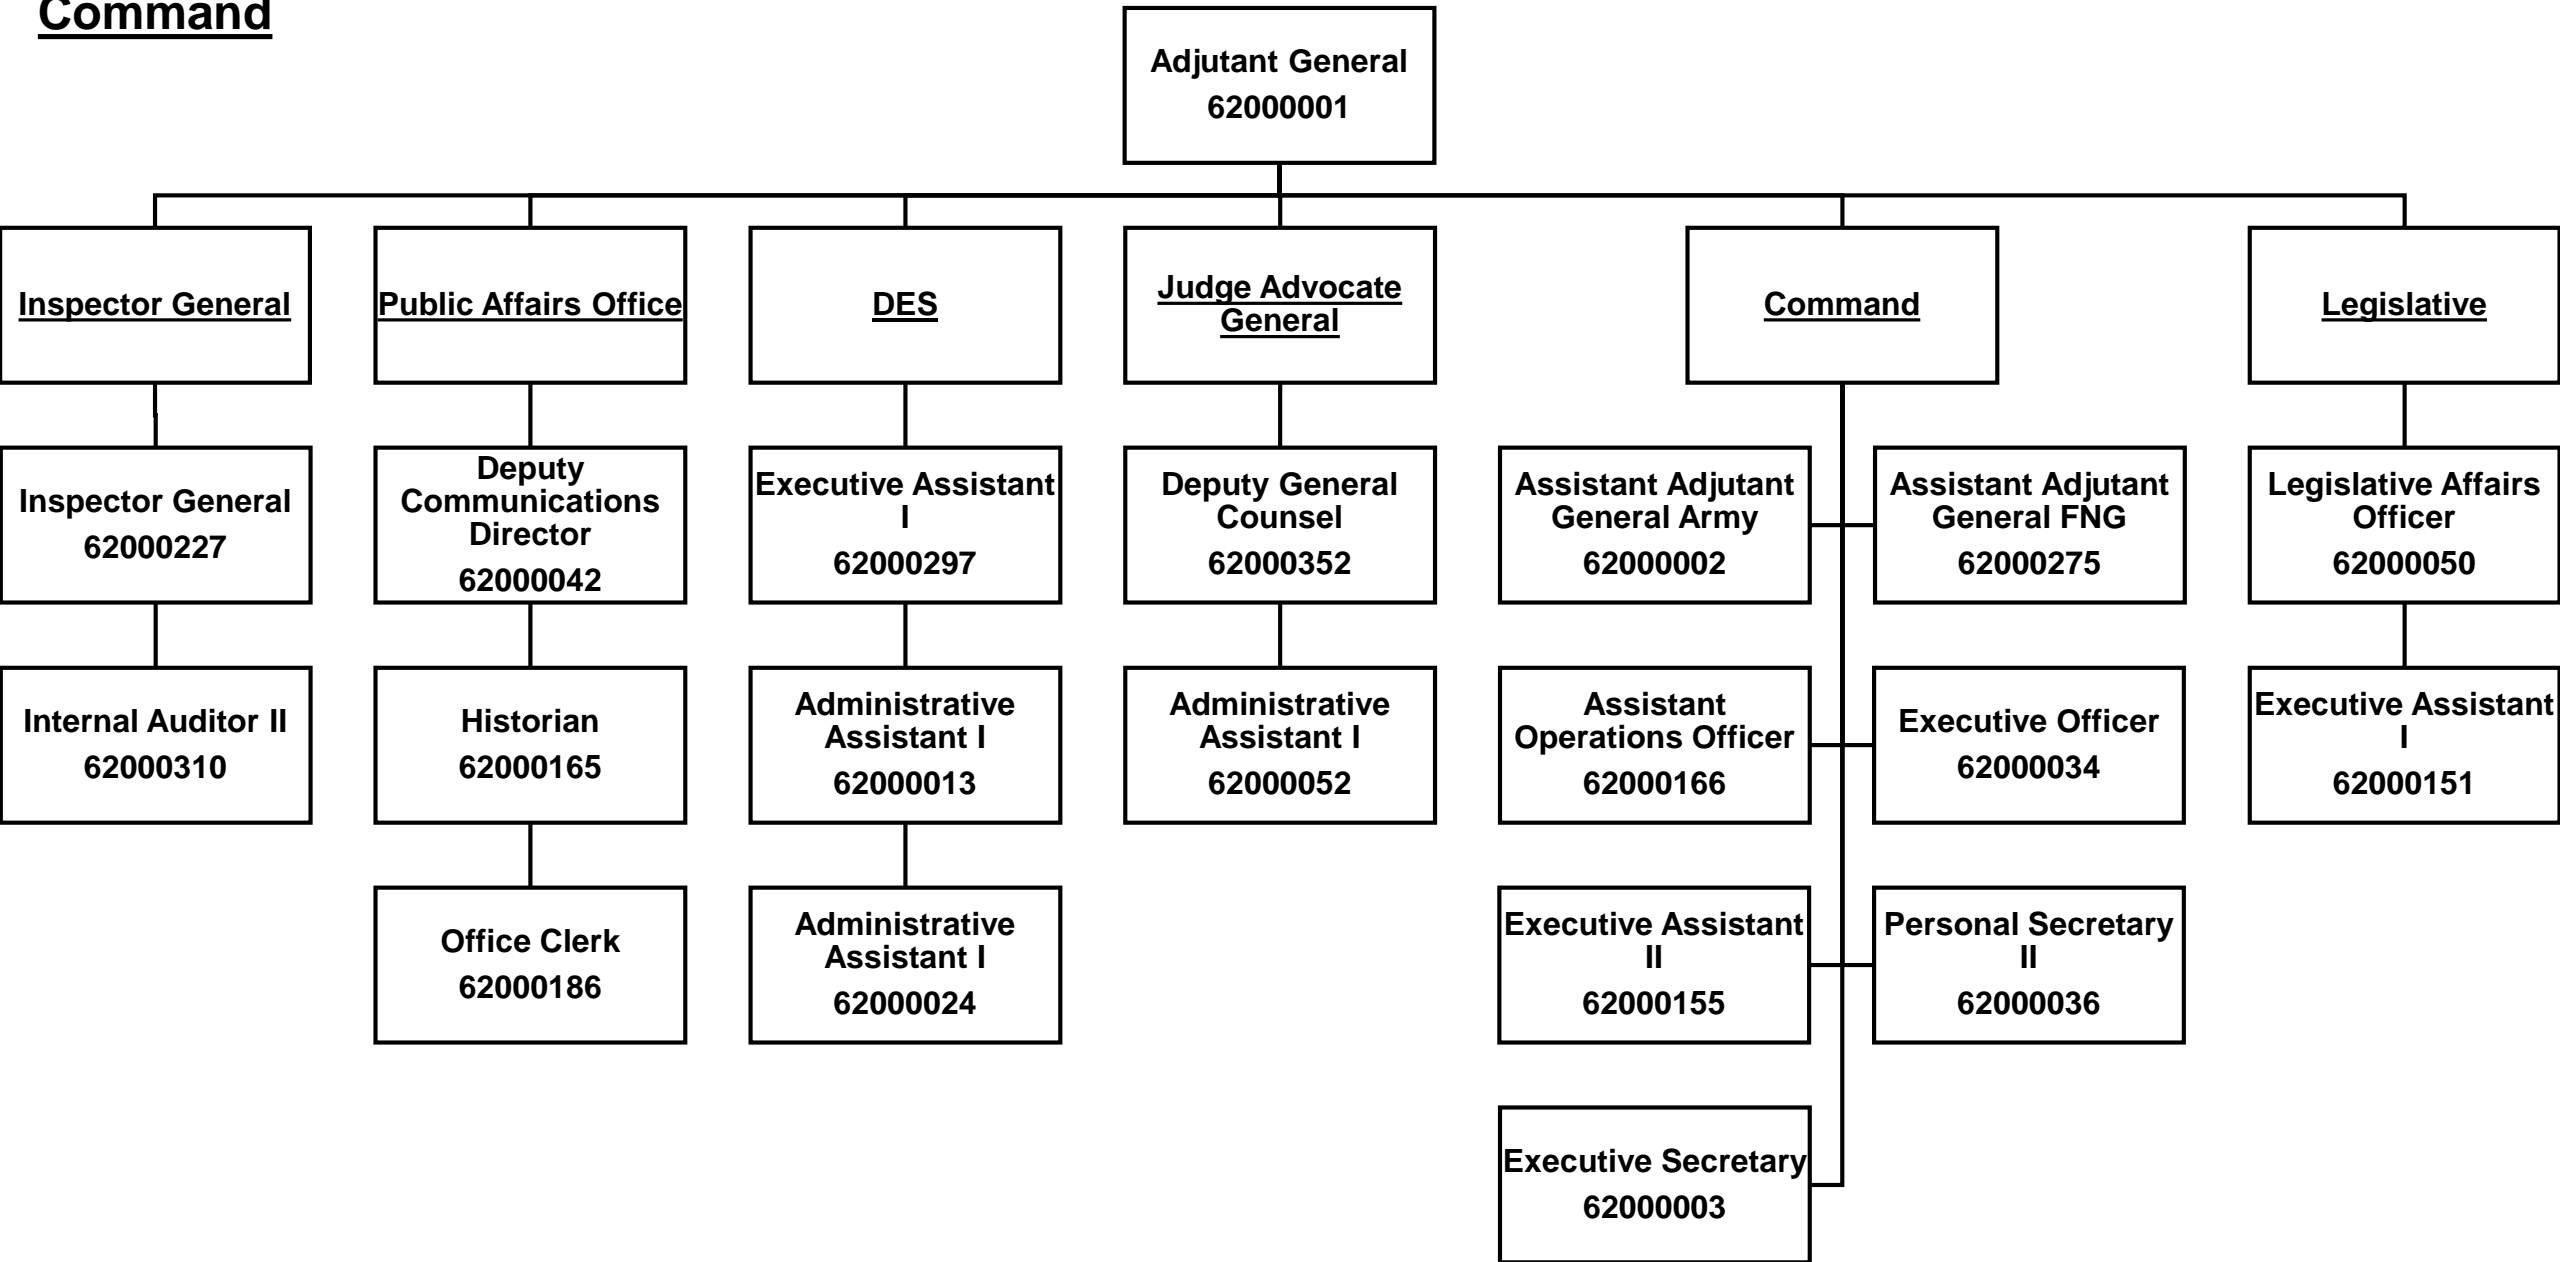 Command
Adjutant General
62000001
Inspector General
Public Affairs Office
DES
Judge Advocate
General
Command
Legislative
Inspector General
62000227
Deputy
Communications
Director
62000042
Executive Assistant
I
62000297
Deputy General
Counsel
62000352
Assistant Adjutant
General Army
62000002
Assistant Adjutant
General FNG
62000275
Legislative Affairs
Officer
62000050
Internal Auditor II
62000310
Historian
62000165
Administrative
Assistant I
62000013
Administrative
Assistant I
62000052
Assistant
Operations Officer
62000166
Executive Officer
62000034
Executive Assistant
I
62000151
Office Clerk
62000186
Administrative
Assistant I
62000024
Executive Assistant
II
62000155
Personal Secretary
II
62000036
Executive Secretary
62000003